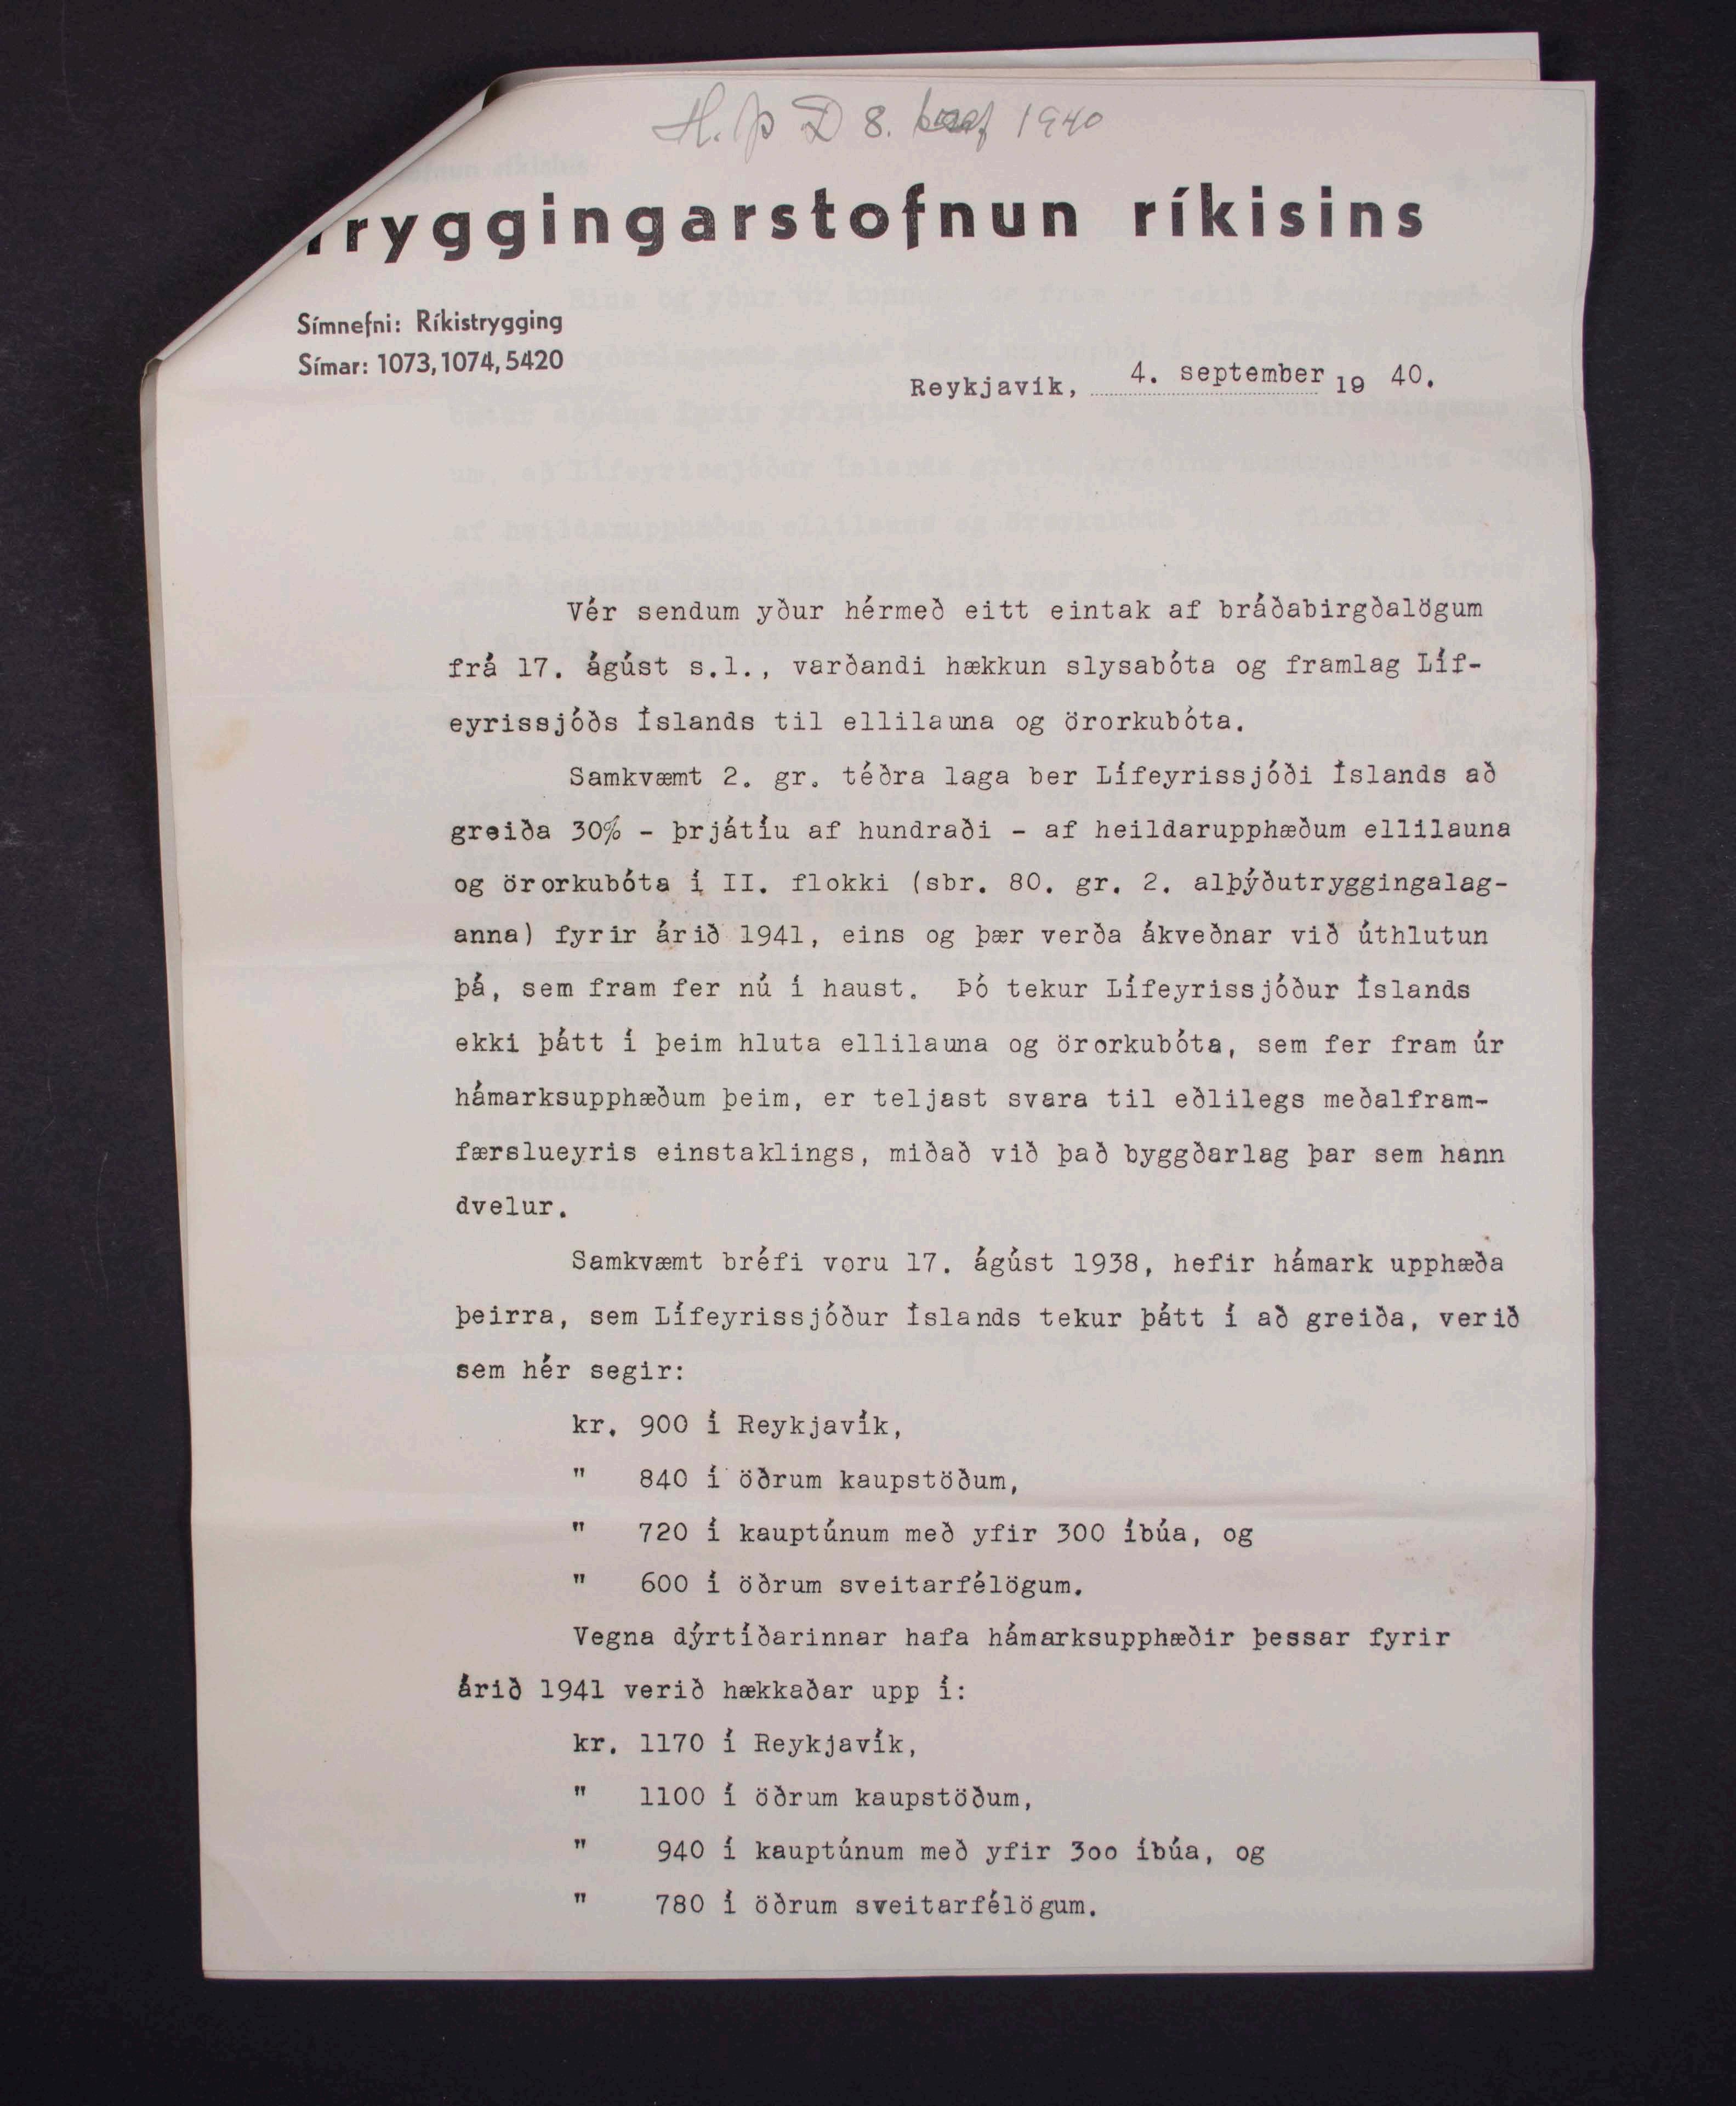 H. Þ D 8. 1940
Tryggingarstofnun ríkisins
Símnefni: Ríkistrygging
Símar: 1073, 1074, 5420
Reykjavík, 4. september 19 40.
Vér sendum yður hérmeð eitt eintak af bráðabirgðalögum
frá 17. ágúst s.l., varðandi hækkun slysabóta og framlag Líf-
eyrissjóðs Íslands til ellilauna og örorkubóta.
Samkvæmt 2. gr. téðra laga ber Lífeyrissjóði Íslands að
greiða 30% - þrjátíu af hundraði - af heildarupphæðum ellilauna
og örorkubóta í II. flokki (sbr. 80. gr. 2. alþýðutryggingalag-
anna) fyrir árið 1941, eins og þær verða ákveðnar við úthlutun
þá, sem fram fer nú í haust. Þó tekur Lífeyrissjóður Íslands
ekki þátt í þeim hluta ellilauna og örorkubóta, sem fer fram úr
hámarksupphæðum þeim, er teljast svara til eðlilegs meðalfram-
færslueyris einstaklings, miðað við það byggðarlag þar sem hann
dvelur.
Samkvæmt bréfi voru 17. ágúst 1938, hefir hámark upphæða
þeirra, sem Lífeyrissjóður Íslands tekur þátt í að greiða, verið
sem hér segir:
kr. 900 í Reykjavík,
" 840 í öðrum kaupstöðum,
" 720 í kauptúnum með yfir 300 íbúa, og
" 600 í öðrum sveitarfélögum.
Vegna dýrtíðarinnar hafa hámarksupphæðir þessar fyrir
árið 1941 verið hækkaðar upp í:
kr. 1170 í Reykjavík,
" 1100 í öðrum kaupstöðum,
" 940 í kauptúnum með yfir 3oo íbúa, og
" 780 í öðrum sveitarfélögum.